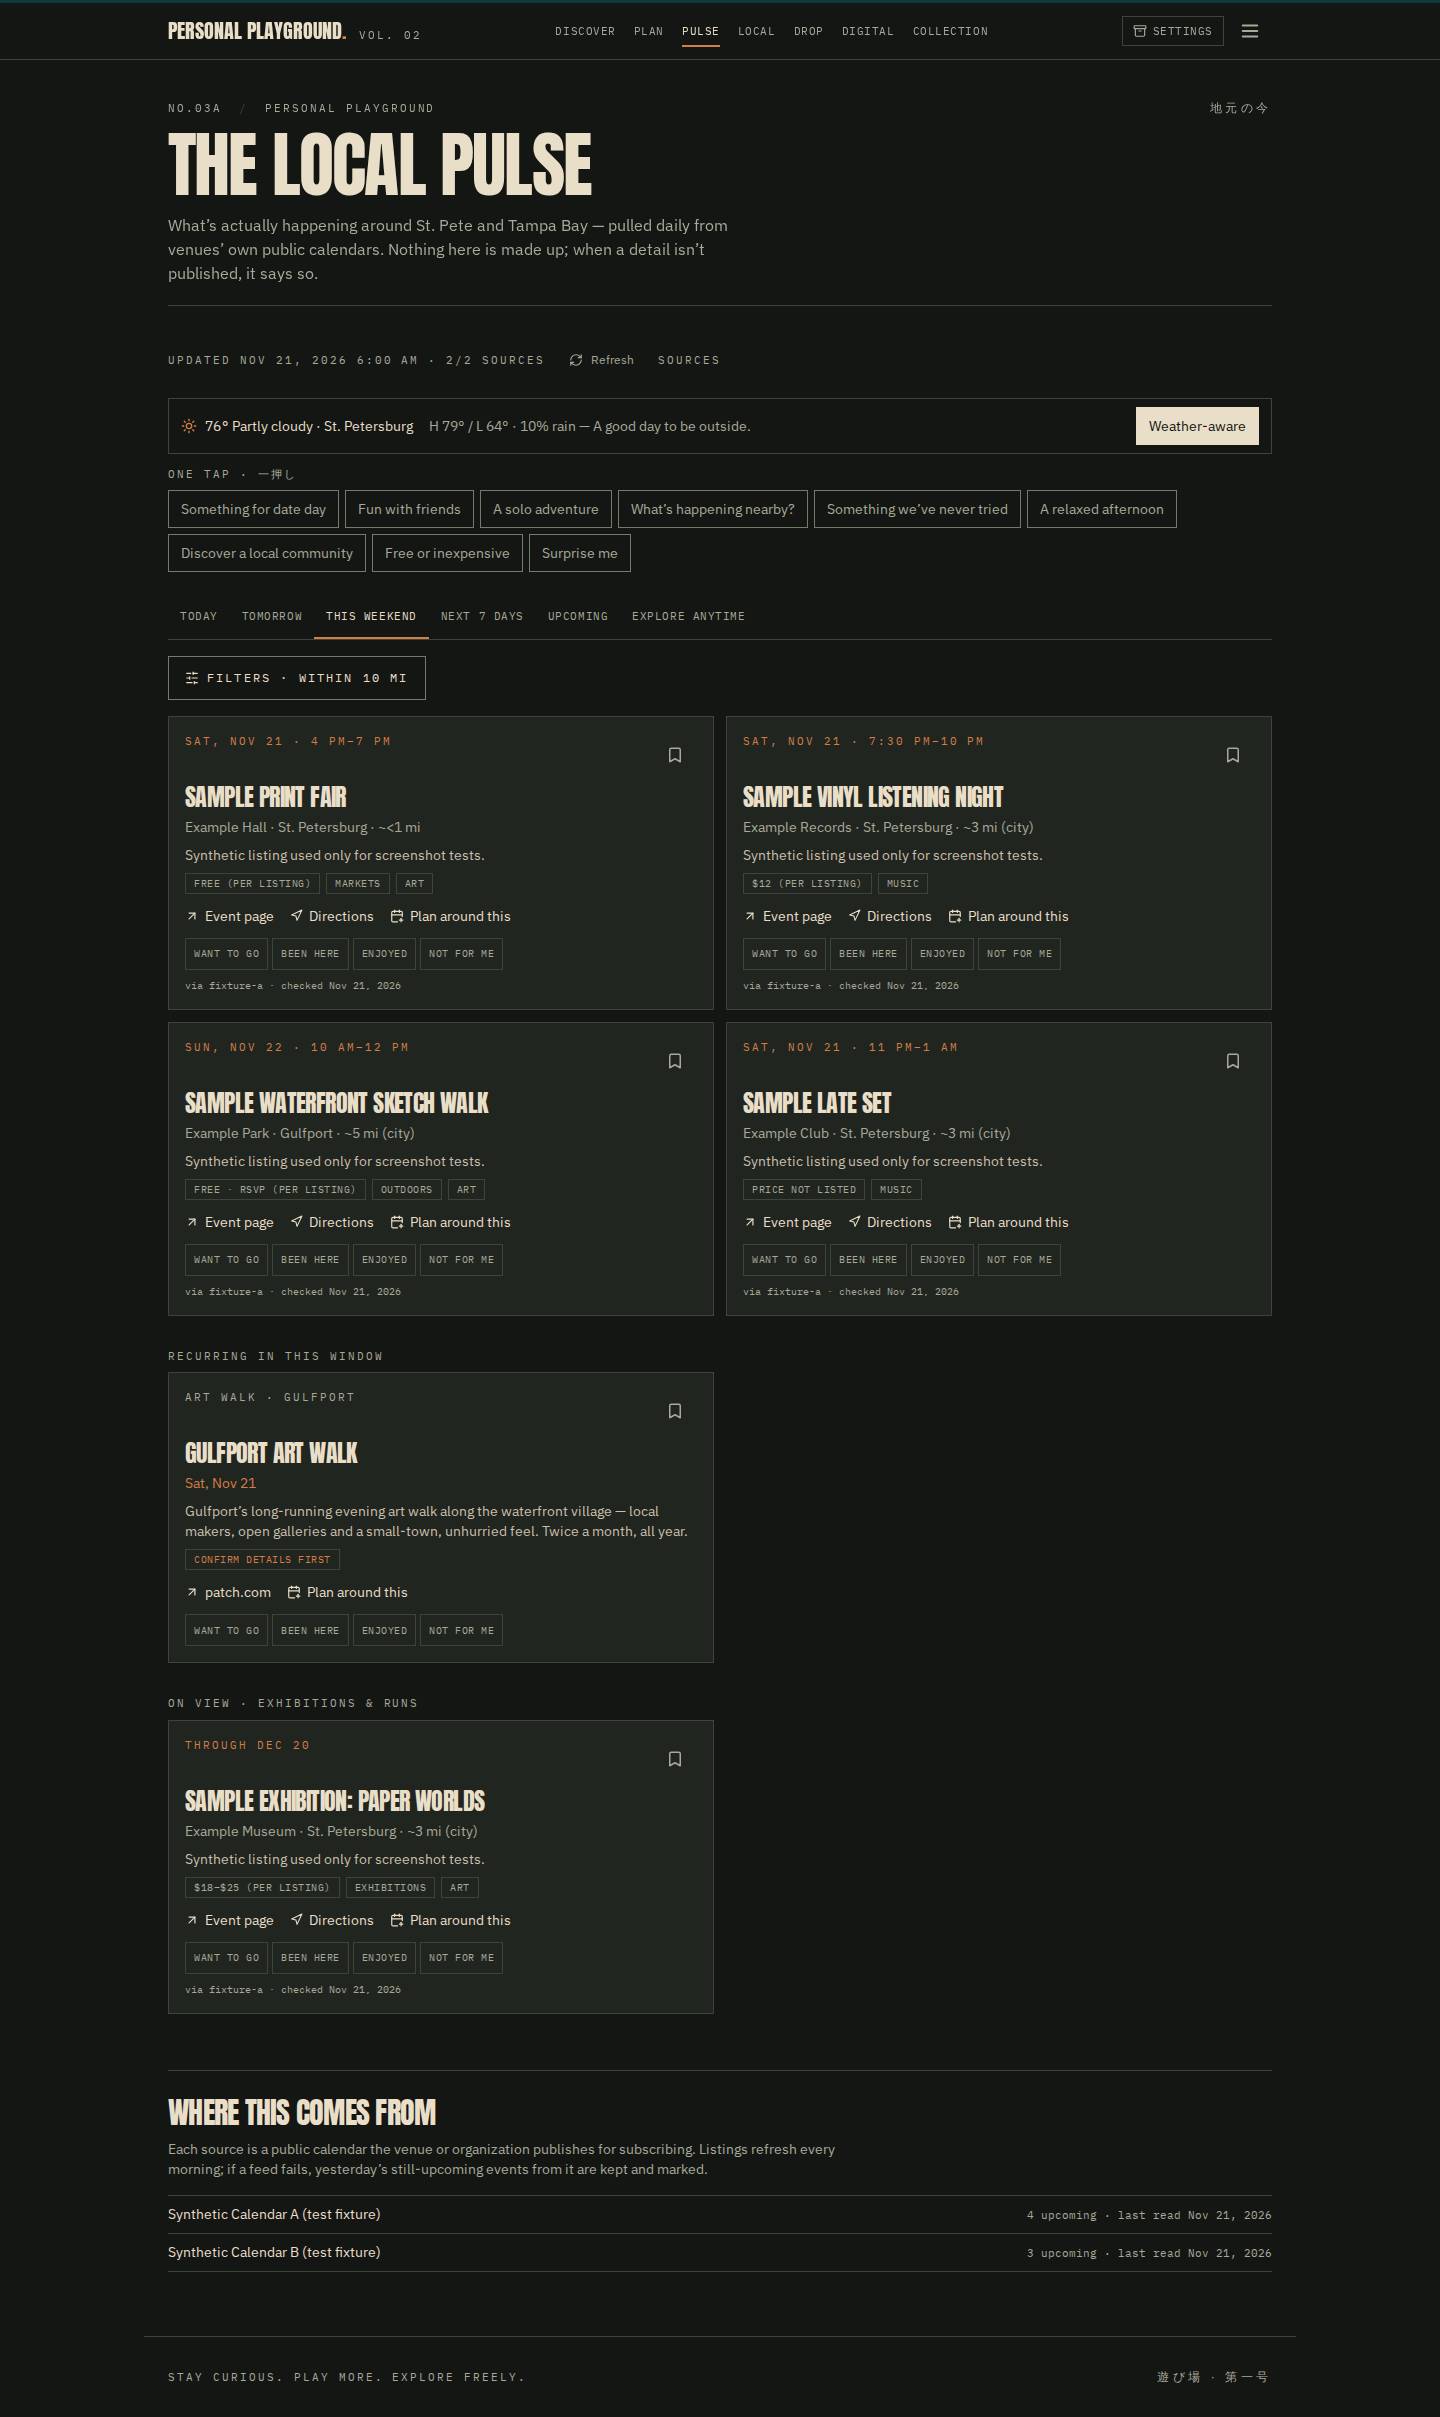 PERSONAL PLAYGROUND. VOL. 02
DISCOVER PLAN PULSE LOCAL DROP DIGITAL COLLECTION
SETTINGS
NO.03A / PERSONAL PLAYGROUND
地元の今
THE LOCAL PULSE
What’s actually happening around St. Pete and Tampa Bay — pulled daily from
venues’ own public calendars. Nothing here is made up; when a detail isn’t
published, it says so.
UPDATED NOV 21, 2026 6:00 AM · 2/2 SOURCES Refresh SOURCES
76° Partly cloudy · St. Petersburg H 79° / L 64° · 10% rain — A good day to be outside. Weather-aware
ONE TAP · 一押し
Something for date day Fun with friends A solo adventure What’s happening nearby? Something we’ve never tried A relaxed afternoon
Discover a local community Free or inexpensive Surprise me
TODAY TOMORROW THIS WEEKEND NEXT 7 DAYS UPCOMING EXPLORE ANYTIME
FILTERS · WITHIN 10 MI
SAT, NOV 21 · 4 PM–7 PM
SAMPLE PRINT FAIR
Example Hall · St. Petersburg · ~<1 mi
Synthetic listing used only for screenshot tests.
FREE (PER LISTING) MARKETS ART
Event page Directions Plan around this
WANT TO GO BEEN HERE ENJOYED NOT FOR ME
via fixture-a · checked Nov 21, 2026
SAT, NOV 21 · 7:30 PM–10 PM
SAMPLE VINYL LISTENING NIGHT
Example Records · St. Petersburg · ~3 mi (city)
Synthetic listing used only for screenshot tests.
$12 (PER LISTING) MUSIC
Event page Directions Plan around this
WANT TO GO BEEN HERE ENJOYED NOT FOR ME
via fixture-a · checked Nov 21, 2026
SUN, NOV 22 · 10 AM–12 PM
SAMPLE WATERFRONT SKETCH WALK
Example Park · Gulfport · ~5 mi (city)
Synthetic listing used only for screenshot tests.
FREE · RSVP (PER LISTING) OUTDOORS ART
Event page Directions Plan around this
WANT TO GO BEEN HERE ENJOYED NOT FOR ME
via fixture-a · checked Nov 21, 2026
SAT, NOV 21 · 11 PM–1 AM
SAMPLE LATE SET
Example Club · St. Petersburg · ~3 mi (city)
Synthetic listing used only for screenshot tests.
PRICE NOT LISTED MUSIC
Event page Directions Plan around this
WANT TO GO BEEN HERE ENJOYED NOT FOR ME
via fixture-a · checked Nov 21, 2026
RECURRING IN THIS WINDOW
ART WALK · GULFPORT
GULFPORT ART WALK
Sat, Nov 21
Gulfport’s long-running evening art walk along the waterfront village — local
makers, open galleries and a small-town, unhurried feel. Twice a month, all year.
CONFIRM DETAILS FIRST
patch.com Plan around this
WANT TO GO BEEN HERE ENJOYED NOT FOR ME
ON VIEW · EXHIBITIONS & RUNS
THROUGH DEC 20
SAMPLE EXHIBITION: PAPER WORLDS
Example Museum · St. Petersburg · ~3 mi (city)
Synthetic listing used only for screenshot tests.
$18–$25 (PER LISTING) EXHIBITIONS ART
Event page Directions Plan around this
WANT TO GO BEEN HERE ENJOYED NOT FOR ME
via fixture-a · checked Nov 21, 2026
WHERE THIS COMES FROM
Each source is a public calendar the venue or organization publishes for subscribing. Listings refresh every
morning; if a feed fails, yesterday’s still-upcoming events from it are kept and marked.
Synthetic Calendar A (test fixture) 4 upcoming · last read Nov 21, 2026
Synthetic Calendar B (test fixture) 3 upcoming · last read Nov 21, 2026
STAY CURIOUS. PLAY MORE. EXPLORE FREELY.
遊び場 · 第一号